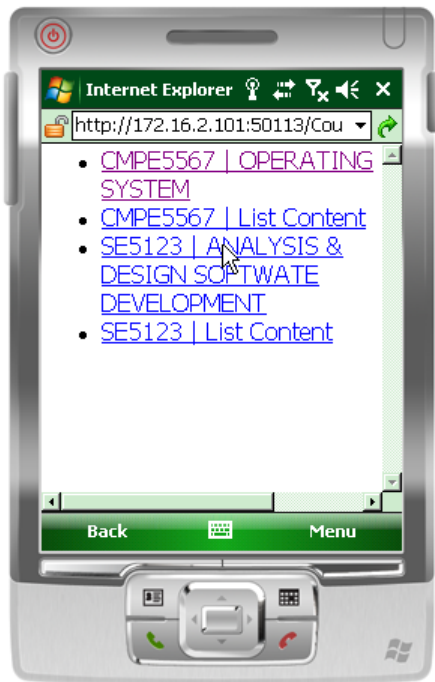 Internet Explorer
http://172.16.2.101:50113/Cou
CMPE5567 | OPERATING
SYSTEM
CMPE5567 | List Content
SE5123 | ANALYSIS &
DESIGN SOFTWATE
DEVELOPMENT
SE5123 | List Content
Back Menu